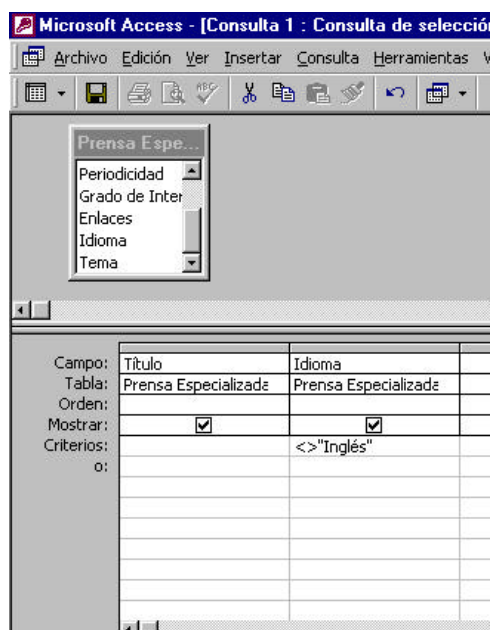 Microsoft Access - [Consulta 1 : Consulta de selección
Archivo Edición Ver Insertar Consulta Herramientas V
ABC
Prensa Espe...
Periodicidad
Grado de Inter
Enlaces
Idioma
Tema
Campo: Título Idioma
Tabla: Prensa Especializada Prensa Especializada
Orden:
Mostrar:
Criterios: <>"Inglés"
o: